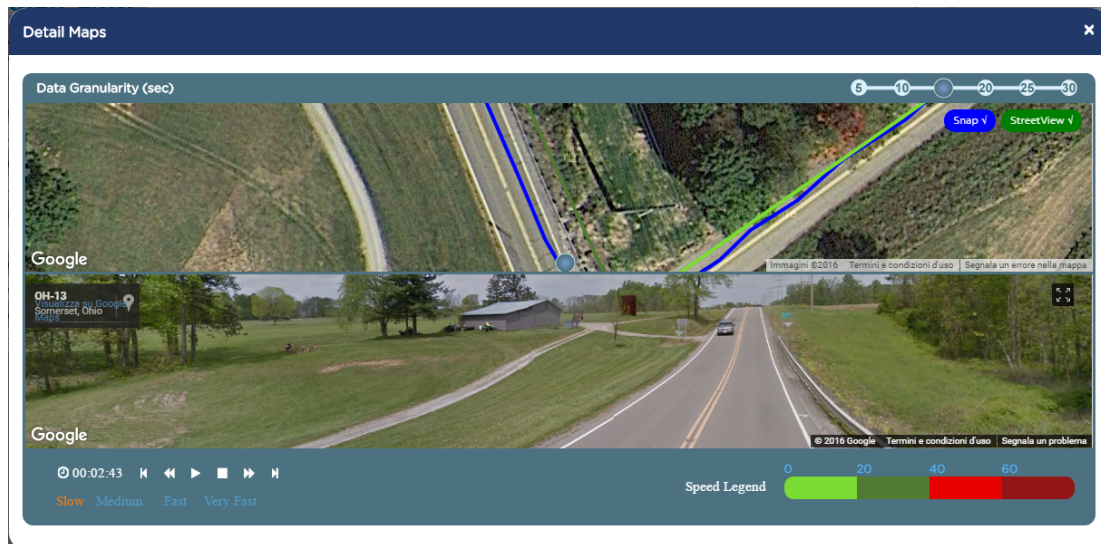 Detail Maps ×
Data Granularity (sec) 5 10 20 25 30
Snap √ StreetView √
Google
Immagini ©2016 Termini e condizioni d'uso Segnala un errore nella mappa
OH-13
Visualizza su Google
Somerset, Ohio
Maps
Google
© 2016 Google Termini e condizioni d'uso Segnala un problema
00:02:43
Slow Medium Fast Very Fast
Speed Legend
0 20 40 60